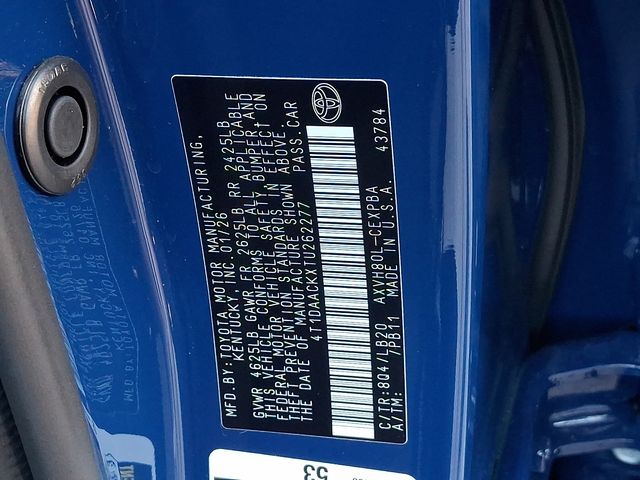 MFD.BY:TOYOTA MOTOR MANUFACTURING,
KENTUCKY, INC. 01/26
GVWR 4625LB GAWR FR 2625LB RR 2425LB
THIS VEHICLE CONFORMS TO ALL APPLICABLE
FEDERAL MOTOR VEHICLE SAFETY, BUMPER AND
THEFT PREVENTION STANDARDS IN EFFECT ON
THE DATE OF MANUFACTURE SHOWN ABOVE.
4T1DAACKXTU262277 PASS.CAR
C/TR:8Q4/LB20 AXVH80L-CEXPBA
A/TM: 7PB11 MADE IN U.S.A. 43784
53